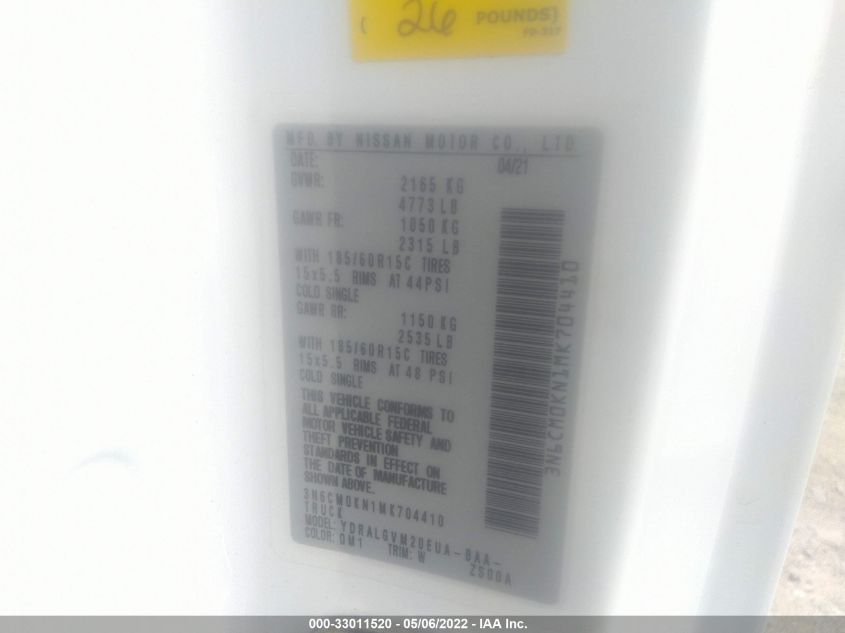 ( 26 POUNDS)
FD-317
MFD. BY NISSAN MOTOR CO., LTD
DATE: 04/21
GVWR: 2165 KG
4773 LB
GAWR FR: 1050 KG
2315 LB
WITH 185/60R15C TIRES
15x5.5 RIMS AT 44PSI
COLD SINGLE
GAWR RR: 1150 KG
2535 LB
WITH 185/60R15C TIRES
15x5.5 RIMS AT 48 PSI
COLD SINGLE
THIS VEHICLE CONFORMS TO
ALL APPLICABLE FEDERAL
MOTOR VEHICLE SAFETY AND
THEFT PREVENTION
STANDARDS IN EFFECT ON
THE DATE OF MANUFACTURE
SHOWN ABOVE.
3N6CM0KN1MK704410
TRUCK
MODEL: YDRALGVM20EUA-BAA-
COLOR: QM1 TRIM: W Z500A
3N6CM0KN1MK704410
000-33011520 - 05/06/2022 - IAA Inc.